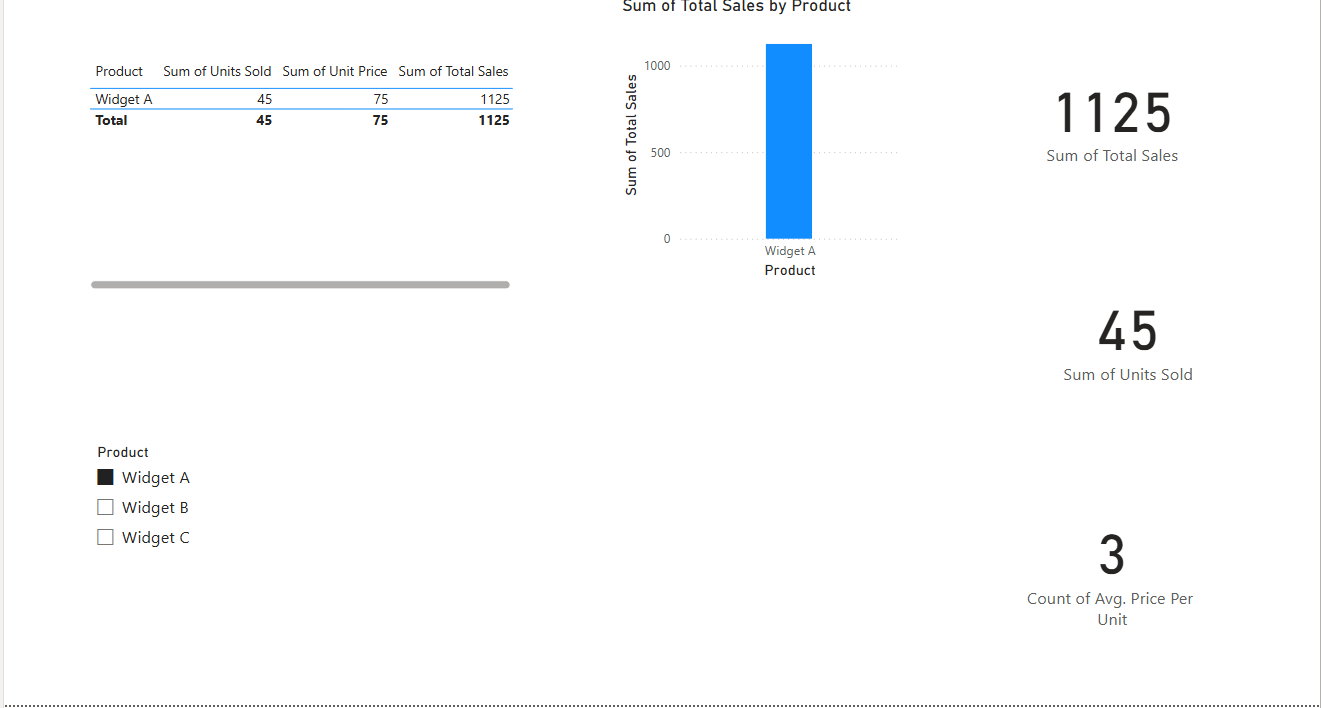 Sum of Total Sales by Product
Product Sum of Units Sold Sum of Unit Price Sum of Total Sales
Widget A 45 75 1125
Total 45 75 1125
Sum of Total Sales
1000
500
0
Widget A
Product
1125
Sum of Total Sales
45
Sum of Units Sold
Product
Widget A
Widget B
Widget C
3
Count of Avg. Price Per
Unit